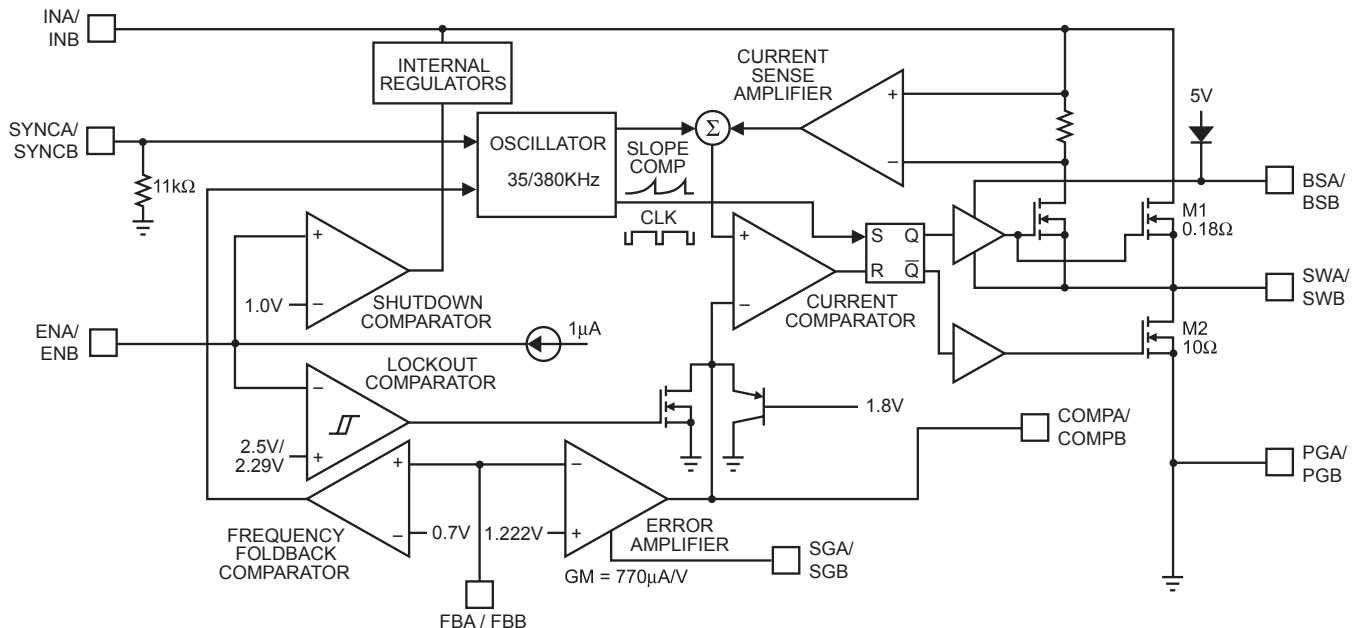 INA/
INB
INTERNAL
REGULATORS
CURRENT
SENSE
AMPLIFIER
+
−
5V
SYNCA/
SYNCB
11kΩ
OSCILLATOR
35/380KHz
Σ
SLOPE
COMP
CLK
BSA/
BSB
M1
0.18Ω
S Q
R Q̅
+
−
CURRENT
COMPARATOR
+
−
1.0V
SHUTDOWN
COMPARATOR
SWA/
SWB
ENA/
ENB
1µA
M2
10Ω
LOCKOUT
COMPARATOR
−
+
2.5V/
2.29V
1.8V
COMPA/
COMPB
PGA/
PGB
+
−
0.7V
FREQUENCY
FOLDBACK
COMPARATOR
−
+
1.222V
ERROR
AMPLIFIER
GM = 770µA/V
SGA/
SGB
FBA / FBB